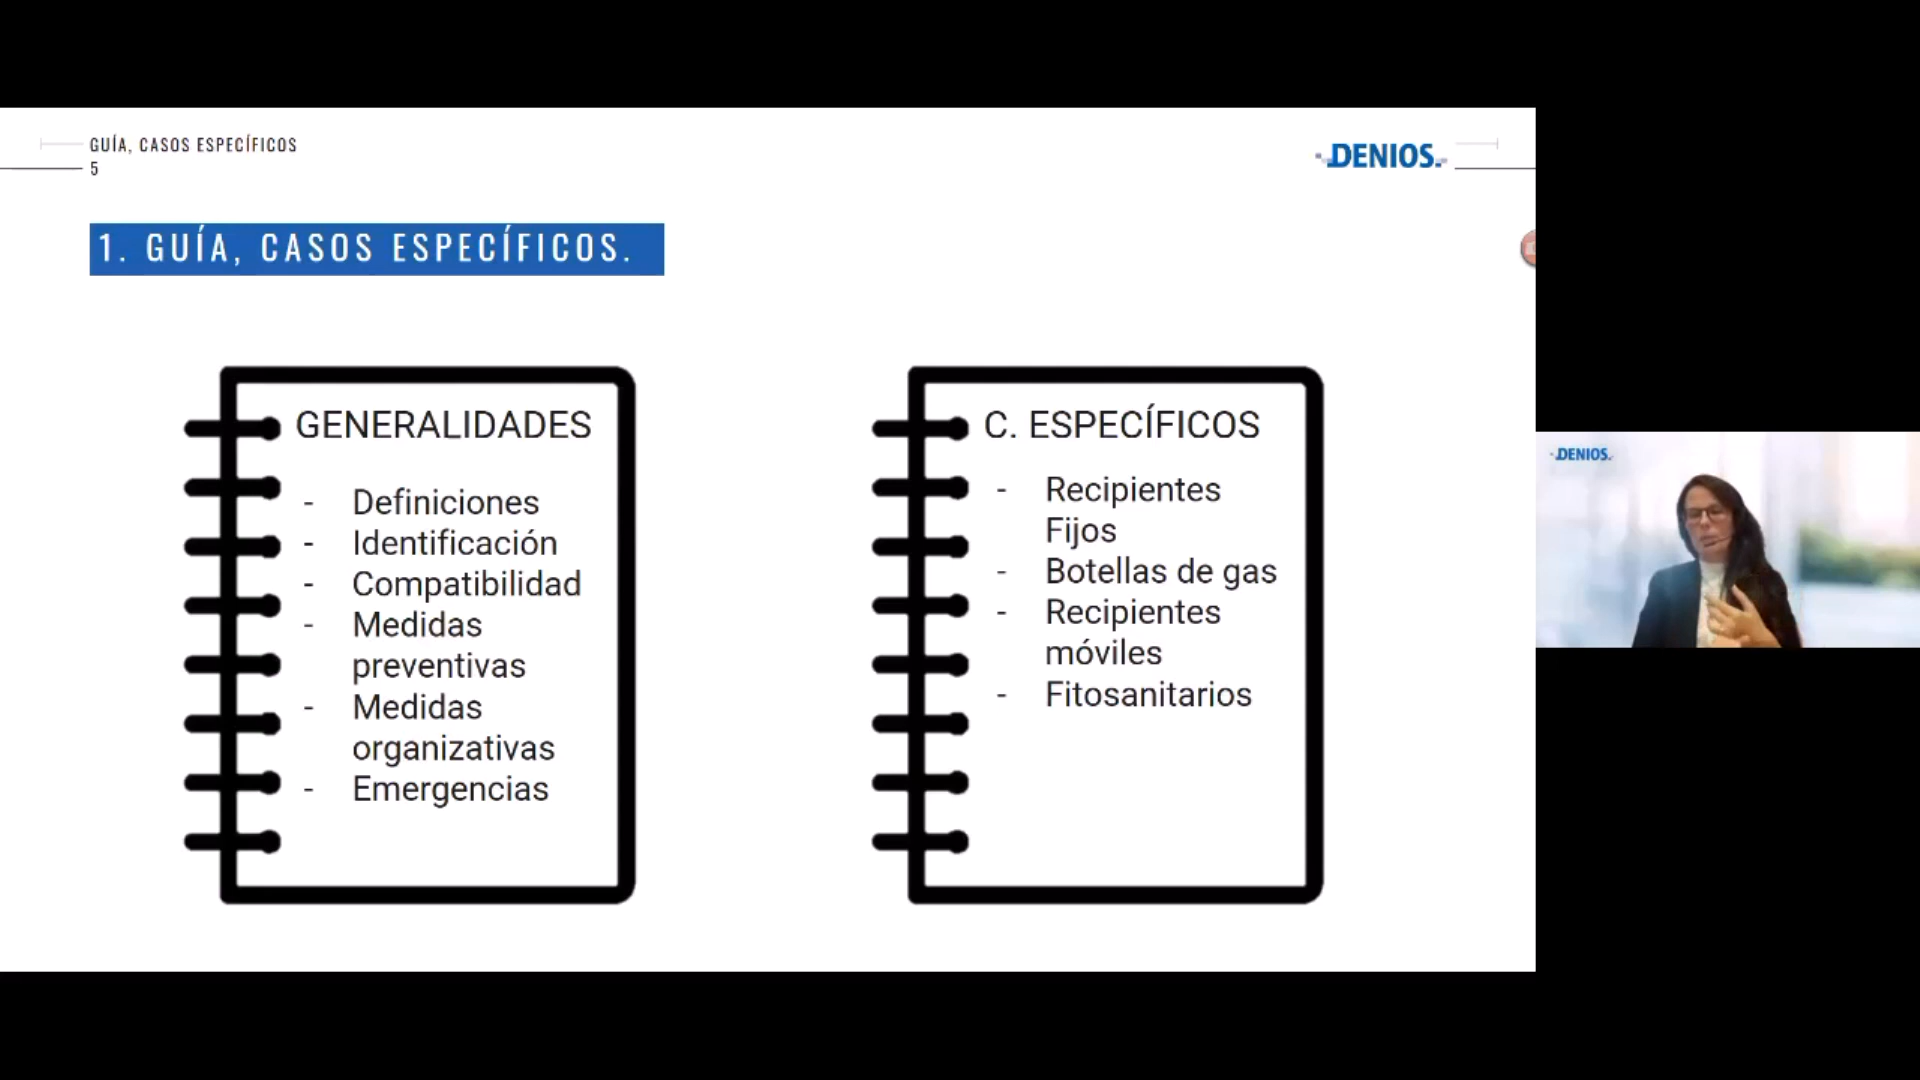 GUÍA, CASOS ESPECÍFICOS
5
DENIOS.
1. GUÍA, CASOS ESPECÍFICOS.
GENERALIDADES
- Definiciones
- Identificación
- Compatibilidad
- Medidas
preventivas
- Medidas
organizativas
- Emergencias
C. ESPECÍFICOS
- Recipientes
Fijos
- Botellas de gas
- Recipientes
móviles
- Fitosanitarios
DENIOS.